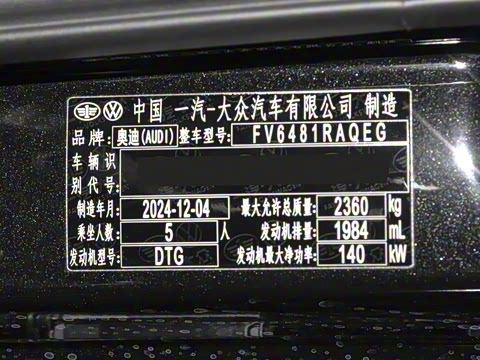 中国 一汽-大众汽车有限公司 制造
品牌: 奥迪(AUDI) 整车型号: FV6481RAQEG
车辆识
别代号:
制造年月: 2024-12-04 最大允许总质量: 2360 kg
乘坐人数: 5 人 发动机排量: 1984 mL
发动机型号: DTG 发动机最大净功率: 140 kW